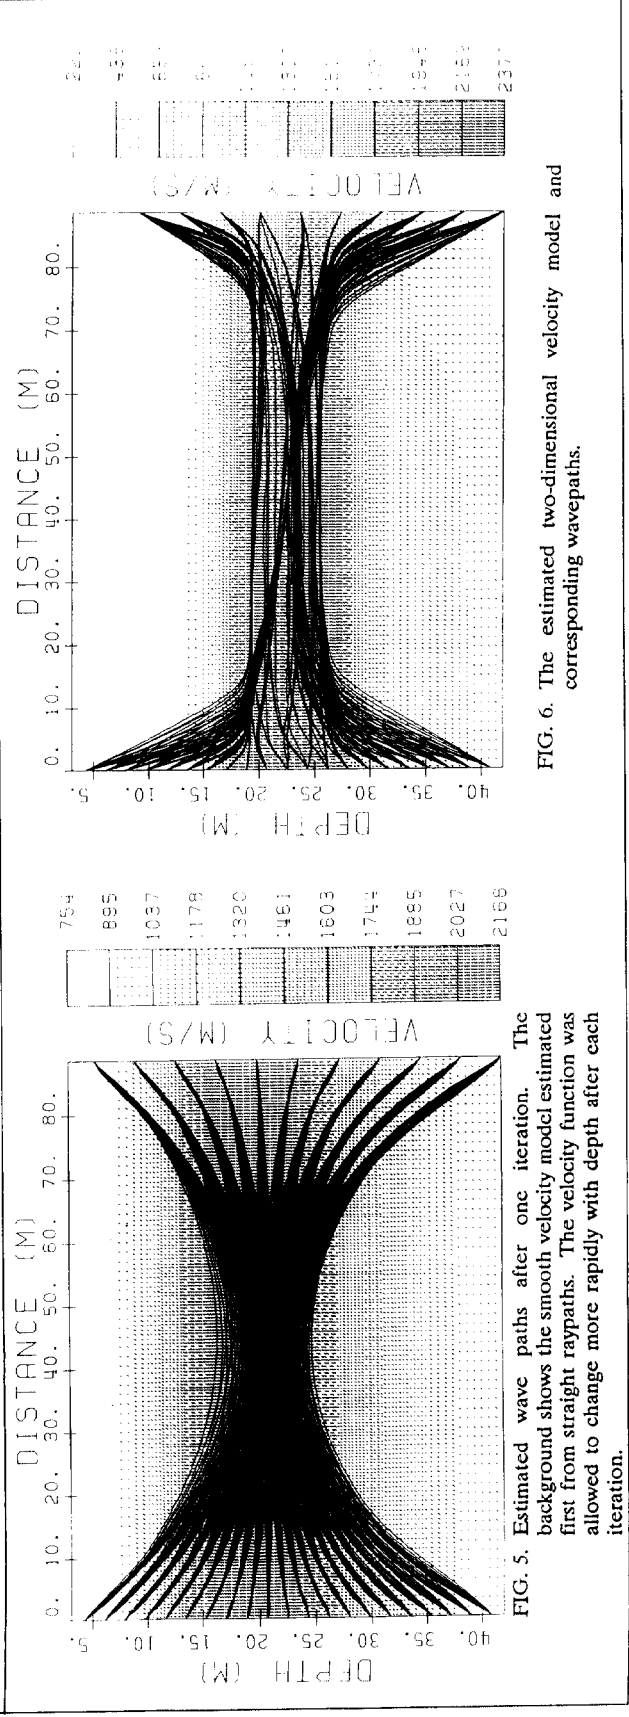 DISTANCE (M)
0. 10. 20. 30. 40. 50. 60. 70. 80.
DEPTH (M)
5. 10. 15. 20. 25. 30. 35. 40.
VELOCITY (M/S)
754
895
1037
1178
1320
1461
1603
1744
1885
2027
2168
FIG. 5. Estimated wave paths after one iteration. The
background shows the smooth velocity model estimated
first from straight raypaths. The velocity function was
allowed to change more rapidly with depth after each
iteration.
DISTANCE (M)
0. 10. 20. 30. 40. 50. 60. 70. 80.
DEPTH (M)
5. 10. 15. 20. 25. 30. 35. 40.
VELOCITY (M/S)
FIG. 6. The estimated two-dimensional velocity model and
corresponding wavepaths.